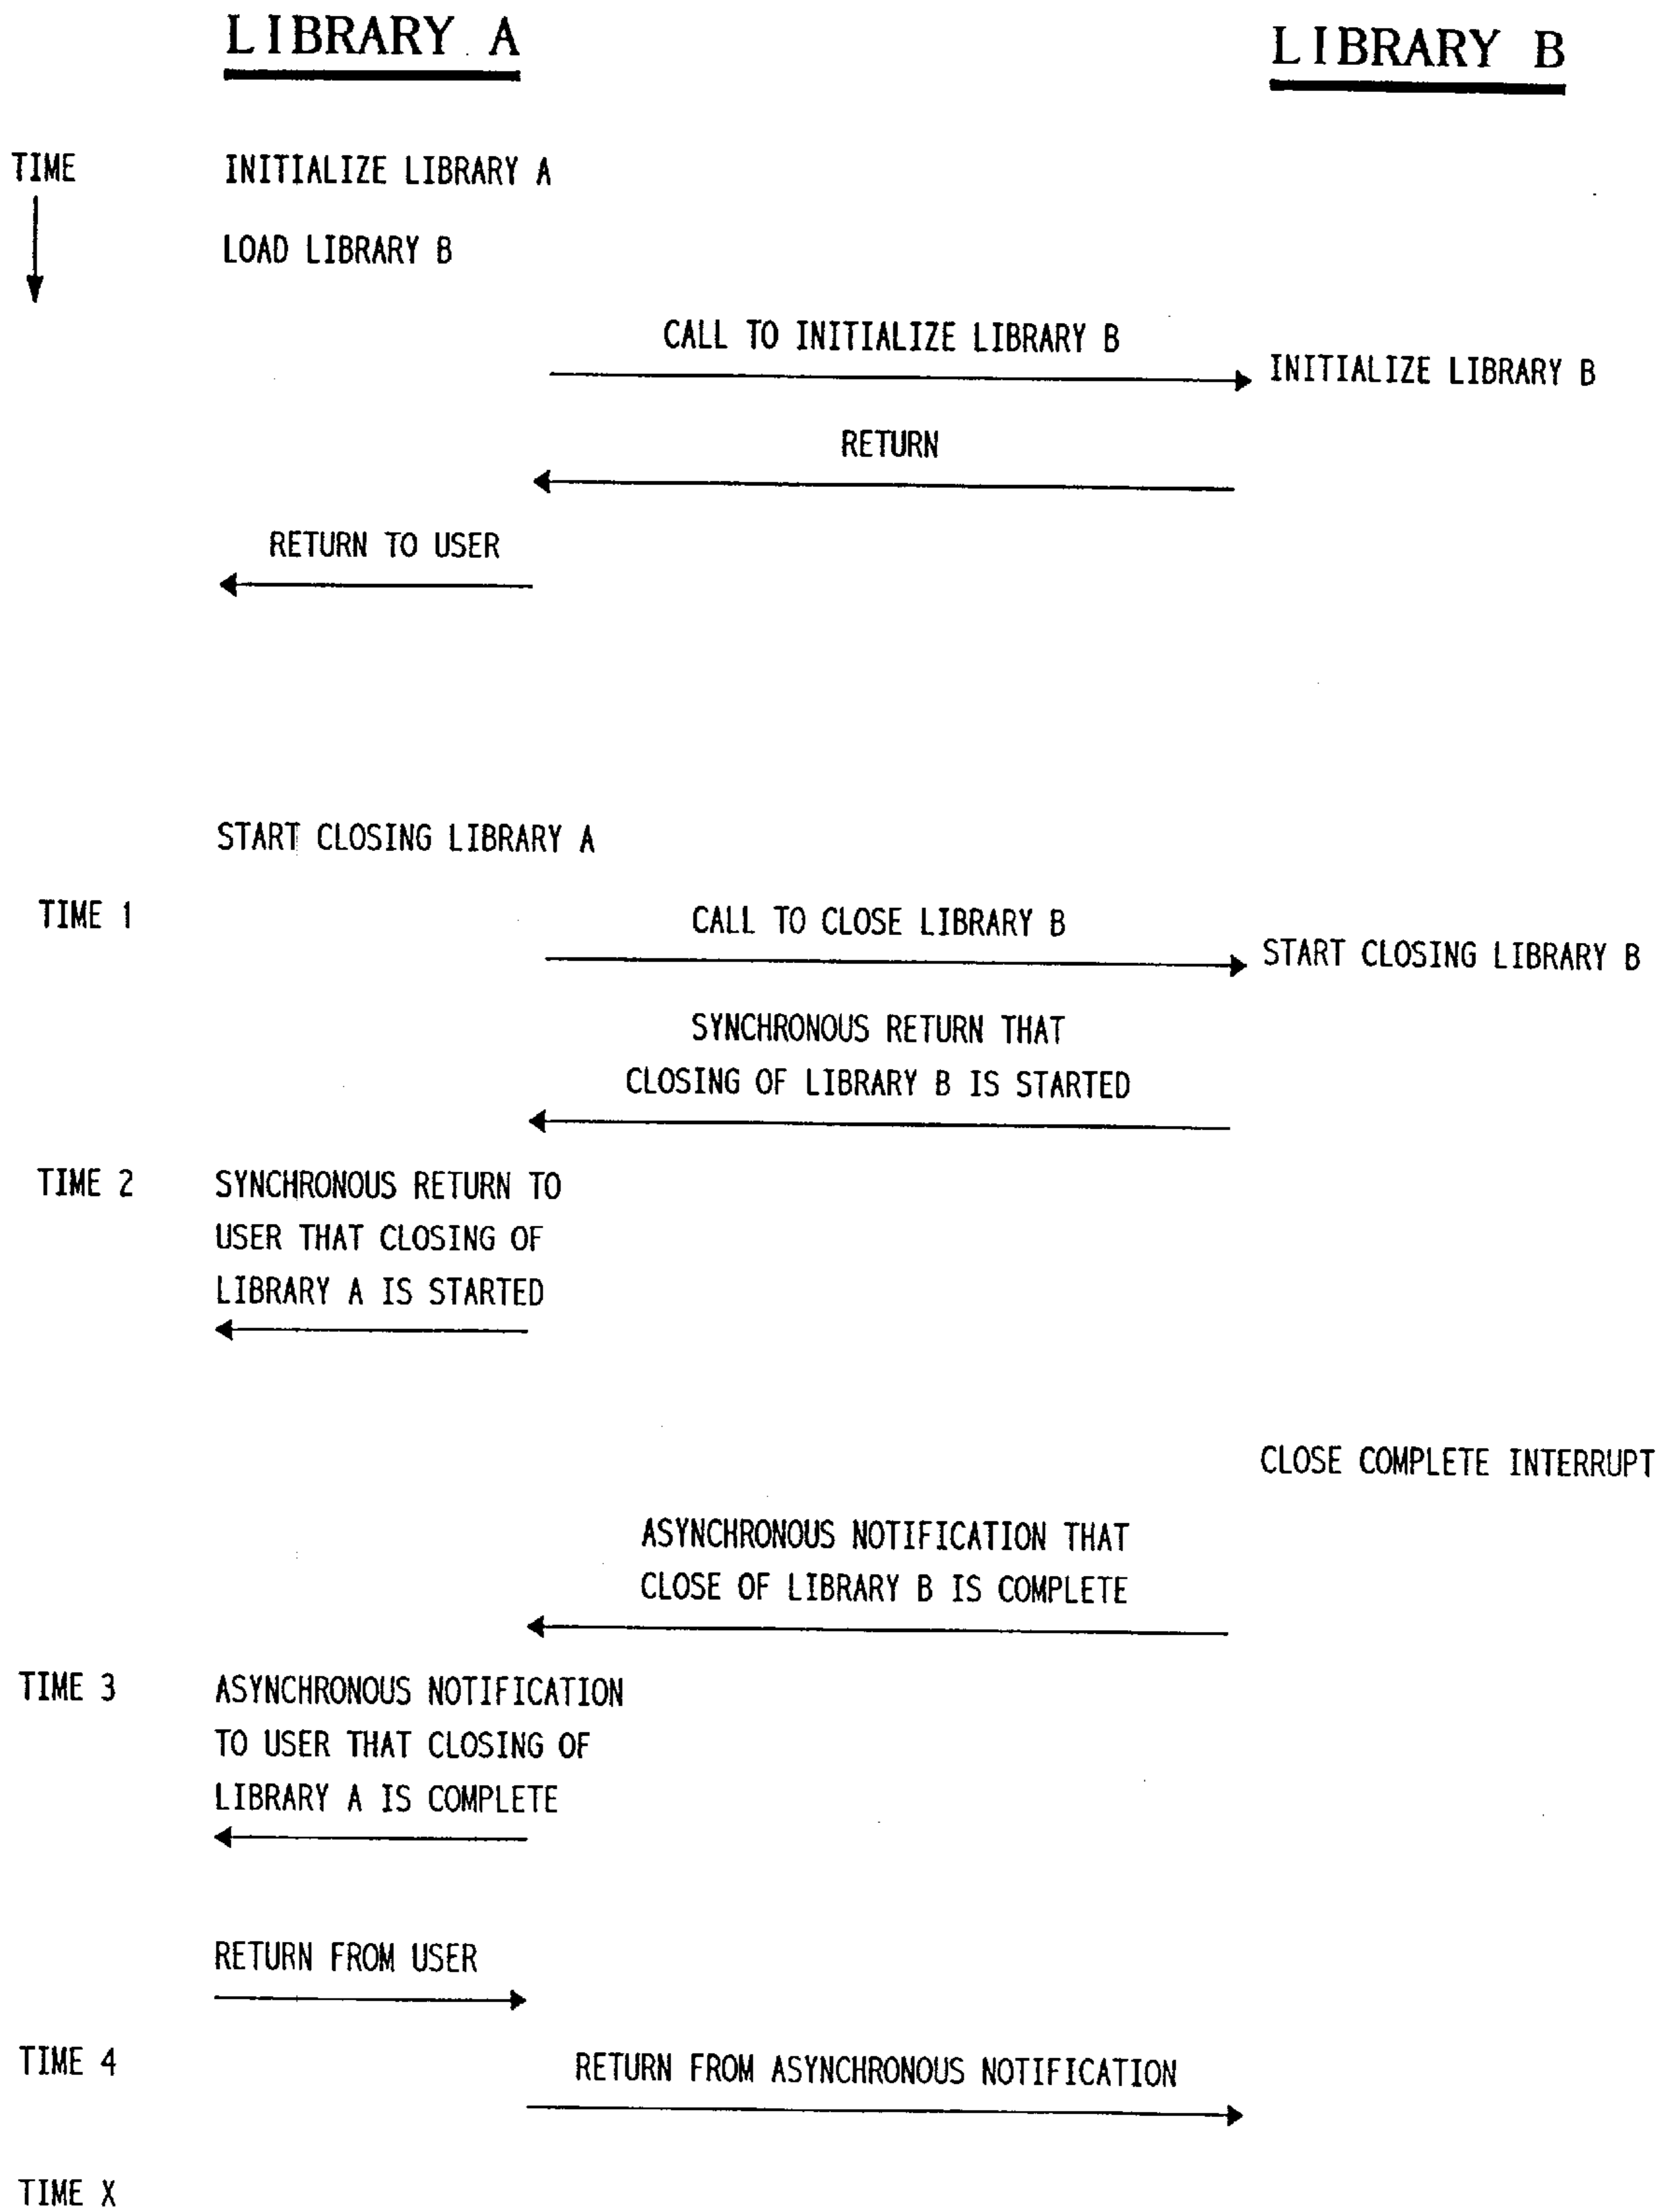 LIBRARY A
LIBRARY B
TIME
INITIALIZE LIBRARY A
LOAD LIBRARY B
CALL TO INITIALIZE LIBRARY B
INITIALIZE LIBRARY B
RETURN
RETURN TO USER
START CLOSING LIBRARY A
TIME 1
CALL TO CLOSE LIBRARY B
START CLOSING LIBRARY B
SYNCHRONOUS RETURN THAT
CLOSING OF LIBRARY B IS STARTED
TIME 2
SYNCHRONOUS RETURN TO
USER THAT CLOSING OF
LIBRARY A IS STARTED
CLOSE COMPLETE INTERRUPT
ASYNCHRONOUS NOTIFICATION THAT
CLOSE OF LIBRARY B IS COMPLETE
TIME 3
ASYNCHRONOUS NOTIFICATION
TO USER THAT CLOSING OF
LIBRARY A IS COMPLETE
RETURN FROM USER
TIME 4
RETURN FROM ASYNCHRONOUS NOTIFICATION
TIME X